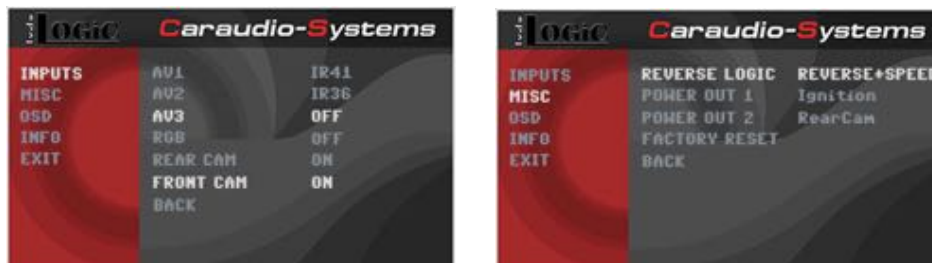 LOGiC Caraudio-Systems
INPUTS AV1 IR41
MISC AV2 IR36
OSD AV3 OFF
INFO RGB OFF
EXIT REAR CAM ON
FRONT CAM ON
BACK
LOGiC Caraudio-Systems
INPUTS REVERSE LOGIC REVERSE+SPEED
MISC POWER OUT 1 Ignition
OSD POWER OUT 2 RearCam
INFO FACTORY RESET
EXIT BACK